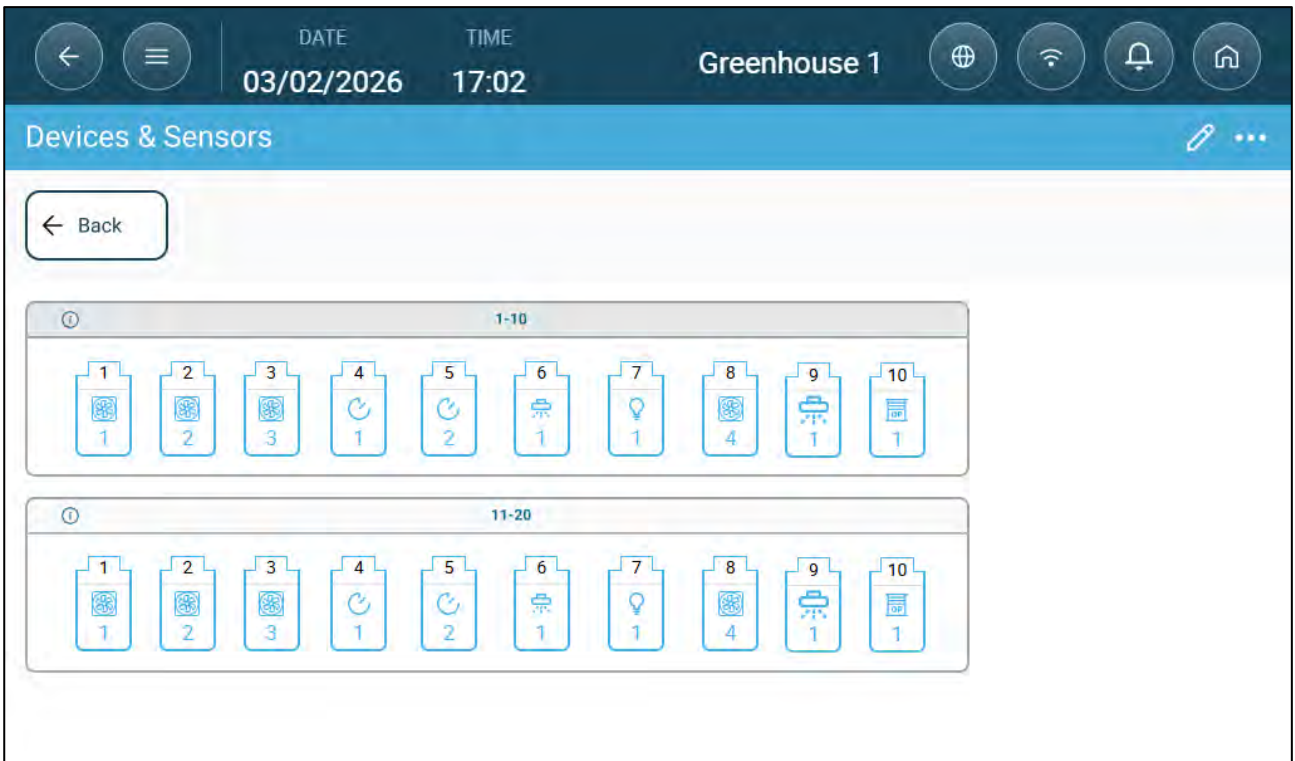 DATE TIME
03/02/2026 17:02 Greenhouse 1
Devices & Sensors
Back
1-10
1 2 3 4 5 6 7 8 9 10
OP
1 2 3 1 2 1 1 4 1 1
11-20
1 2 3 4 5 6 7 8 9 10
OP
1 2 3 1 2 1 1 4 1 1